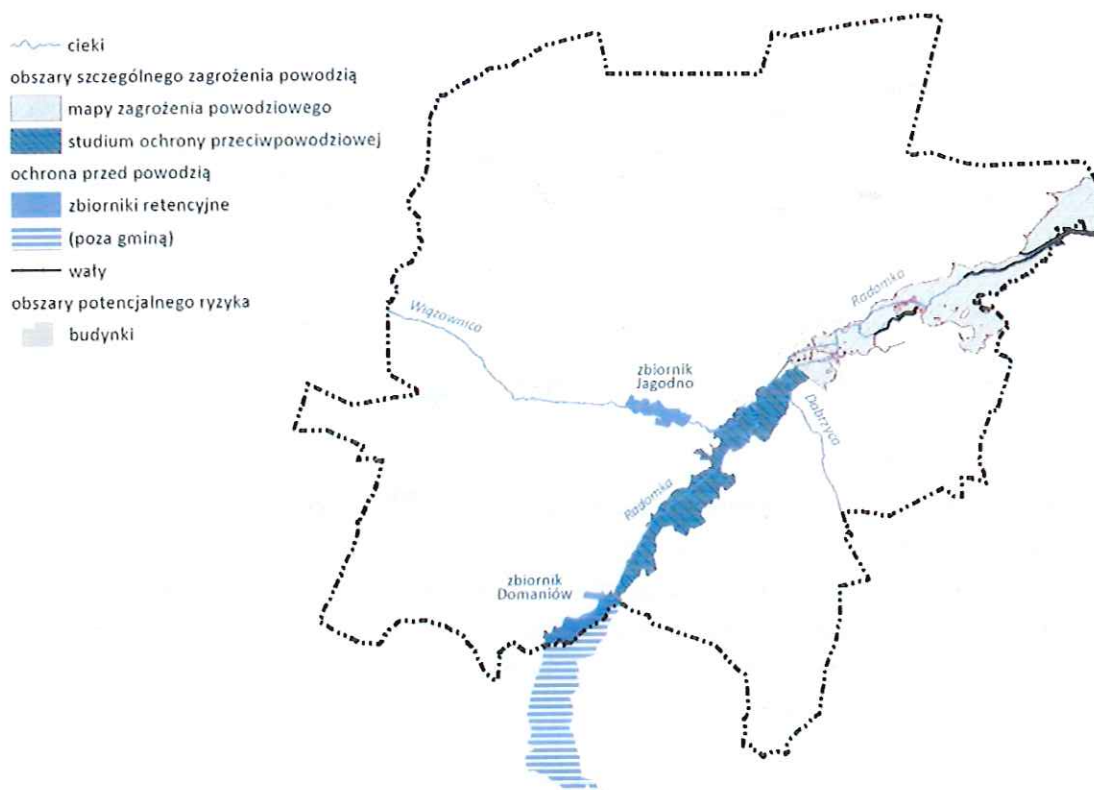 cieki
obszary szczególnego zagrożenia powodzią
mapy zagrożenia powodziowego
studium ochrony przeciwpowodziowej
ochrona przed powodzią
zbiorniki retencyjne
(poza gminą)
wały
obszary potencjalnego ryzyka
budynki
Radomka
Wiązownica
zbiornik
Jagodno
Dobrzyca
Radomka
zbiornik
Domaniów